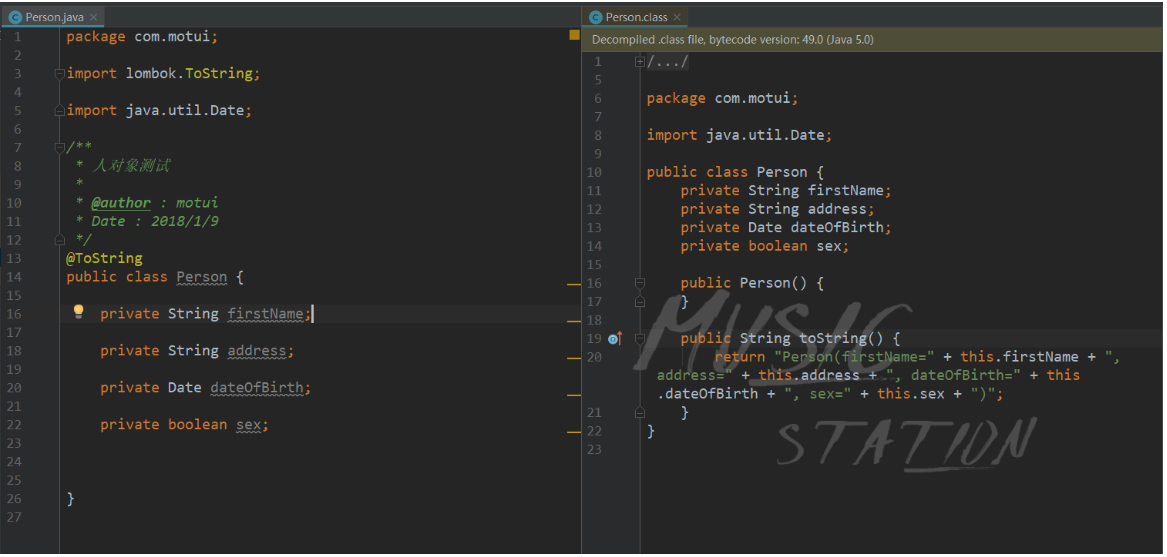 Person.java
1 package com.motui;
2
3 import lombok.ToString;
4
5 import java.util.Date;
6
7 /**
8 * 人对象测试
9 *
10 * @author : motui
11 * Date : 2018/1/9
12 */
13 @ToString
14 public class Person {
15
16 private String firstName;
17
18 private String address;
19
20 private Date dateOfBirth;
21
22 private boolean sex;
23
24
25
26 }
27
Person.class
Decompiled .class file, bytecode version: 49.0 (Java 5.0)
1 /.../
5
6 package com.motui;
7
8 import java.util.Date;
9
10 public class Person {
11 private String firstName;
12 private String address;
13 private Date dateOfBirth;
14 private boolean sex;
15
16 public Person() {
17 }
18
19 public String toString() {
20 return "Person(firstName=" + this.firstName + ",
address=" + this.address + ", dateOfBirth=" + this
.dateOfBirth + ", sex=" + this.sex + ")";
21 }
22 }
23
MUSIC
STATION